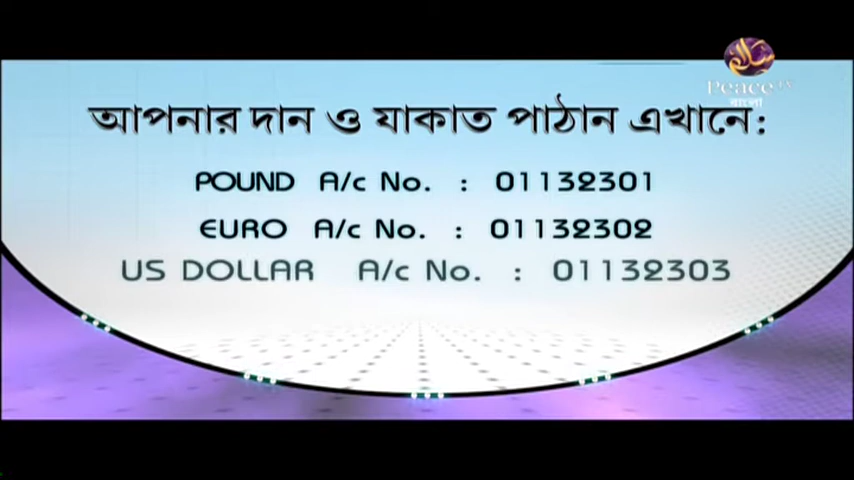 Peace TV
বাংলা
আপনার দান ও যাকাত পাঠান এখানে:
POUND A/c No. : 01132301
EURO A/c No. : 01132302
US DOLLAR A/c No. : 01132303